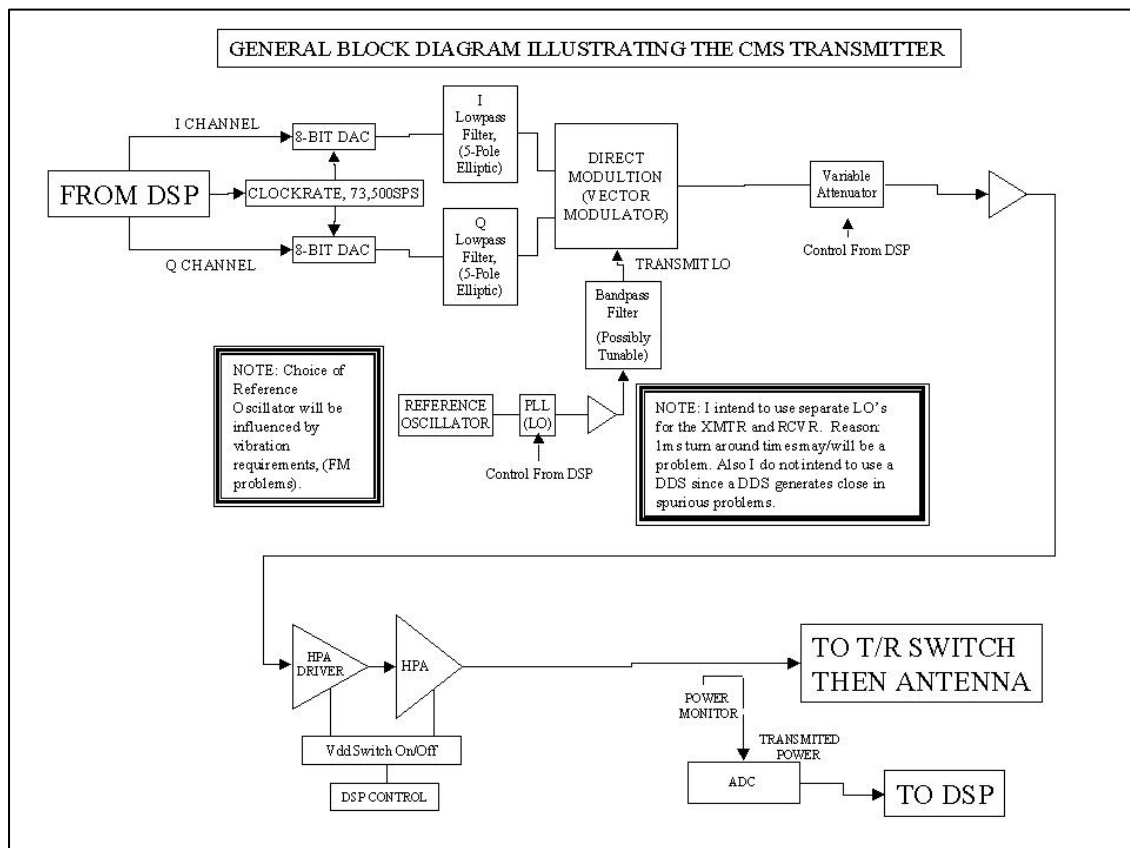 GENERAL BLOCK DIAGRAM ILLUSTRATING THE CMS TRANSMITTER
I CHANNEL
8-BIT DAC
I
Lowpass
Filter,
(5-Pole
Elliptic)
DIRECT
MODULTION
(VECTOR
MODULATOR)
Variable
Attenuator
FROM DSP
CLOCKRATE, 73,500SPS
Control From DSP
Q CHANNEL
8-BIT DAC
Q
Lowpass
Filter,
(5-Pole
Elliptic)
TRANSMIT LO
Bandpass
Filter
(Possibly
Tunable)
NOTE: Choice of
Reference
Oscillator will be
influenced by
vibration
requirements, (FM
problems).
REFERENCE
OSCILLATOR
PLL
(LO)
Control From DSP
NOTE: I intend to use separate LO's
for the XMTR and RCVR. Reason:
1ms turn around times may/will be a
problem. Also I do not intend to use a
DDS since a DDS generates close in
spurious problems.
HPA
DRIVER
HPA
TO T/R SWITCH
THEN ANTENNA
POWER
MONITOR
Vdd Switch On/Off
DSP CONTROL
TRANSMITED
POWER
ADC
TO DSP